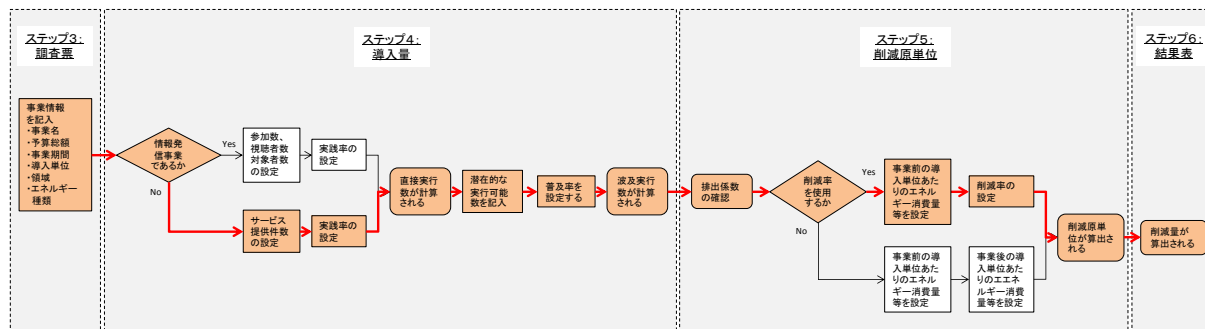 ステップ3：
調査票
事業情報
を記入
・事業名
・予算総額
・事業期間
・導入単位
・領域
・エネルギー
種類
ステップ4：
導入量
情報発
信事業
であるか
Yes
No
参加数、
視聴者数
対象者数
の設定
実践率の
設定
サービス
提供件数
の設定
実践率の
設定
直接実行
数が計算
される
潜在的な
実行可能
数を記入
普及率を
設定する
波及実行
数が計算
される
ステップ5：
削減原単位
排出係数
の確認
削減率
を使用
するか
Yes
No
事業前の導
入単位あた
りのエネル
ギー消費量
等を設定
削減率の
設定
事業前の導
入単位あた
りのエネル
ギー消費量
等を設定
事業後の導
入単位あた
りのエエネ
ルギー消費
量等を設定
削減原単
位が算出さ
れる
ステップ6：
結果表
削減量が
算出される